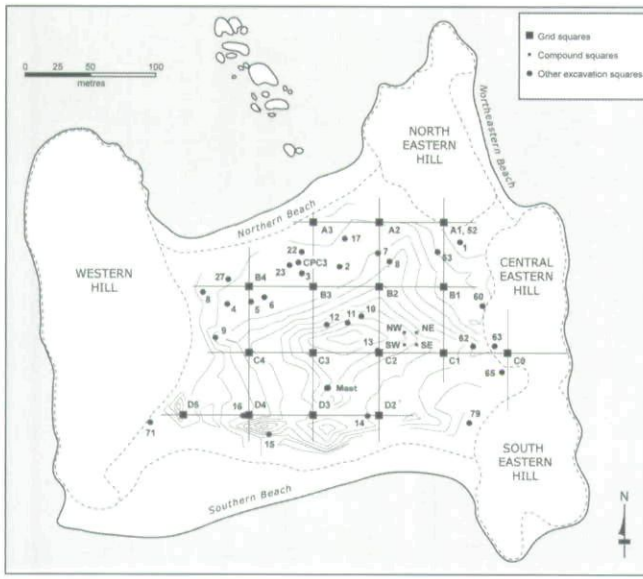 Grid squares
Compound squares
Other excavation squares
0 50 100
metres
NORTH
EASTERN
HILL
Northeastern Beach
Northern Beach
A3
A2
A1, 52
17
1
22
7
53
CPC3
8
23
3
2
CENTRAL
EASTERN
HILL
WESTERN
HILL
27
B4
B3
B2
B1
8
4
5
6
60
12
11
10
NW
NE
9
13
SW
SE
62
63
C4
C3
C2
C1
C0
65
Mast
D5
16
D4
D3
14
D2
79
71
15
SOUTH
EASTERN
HILL
Southern Beach
N